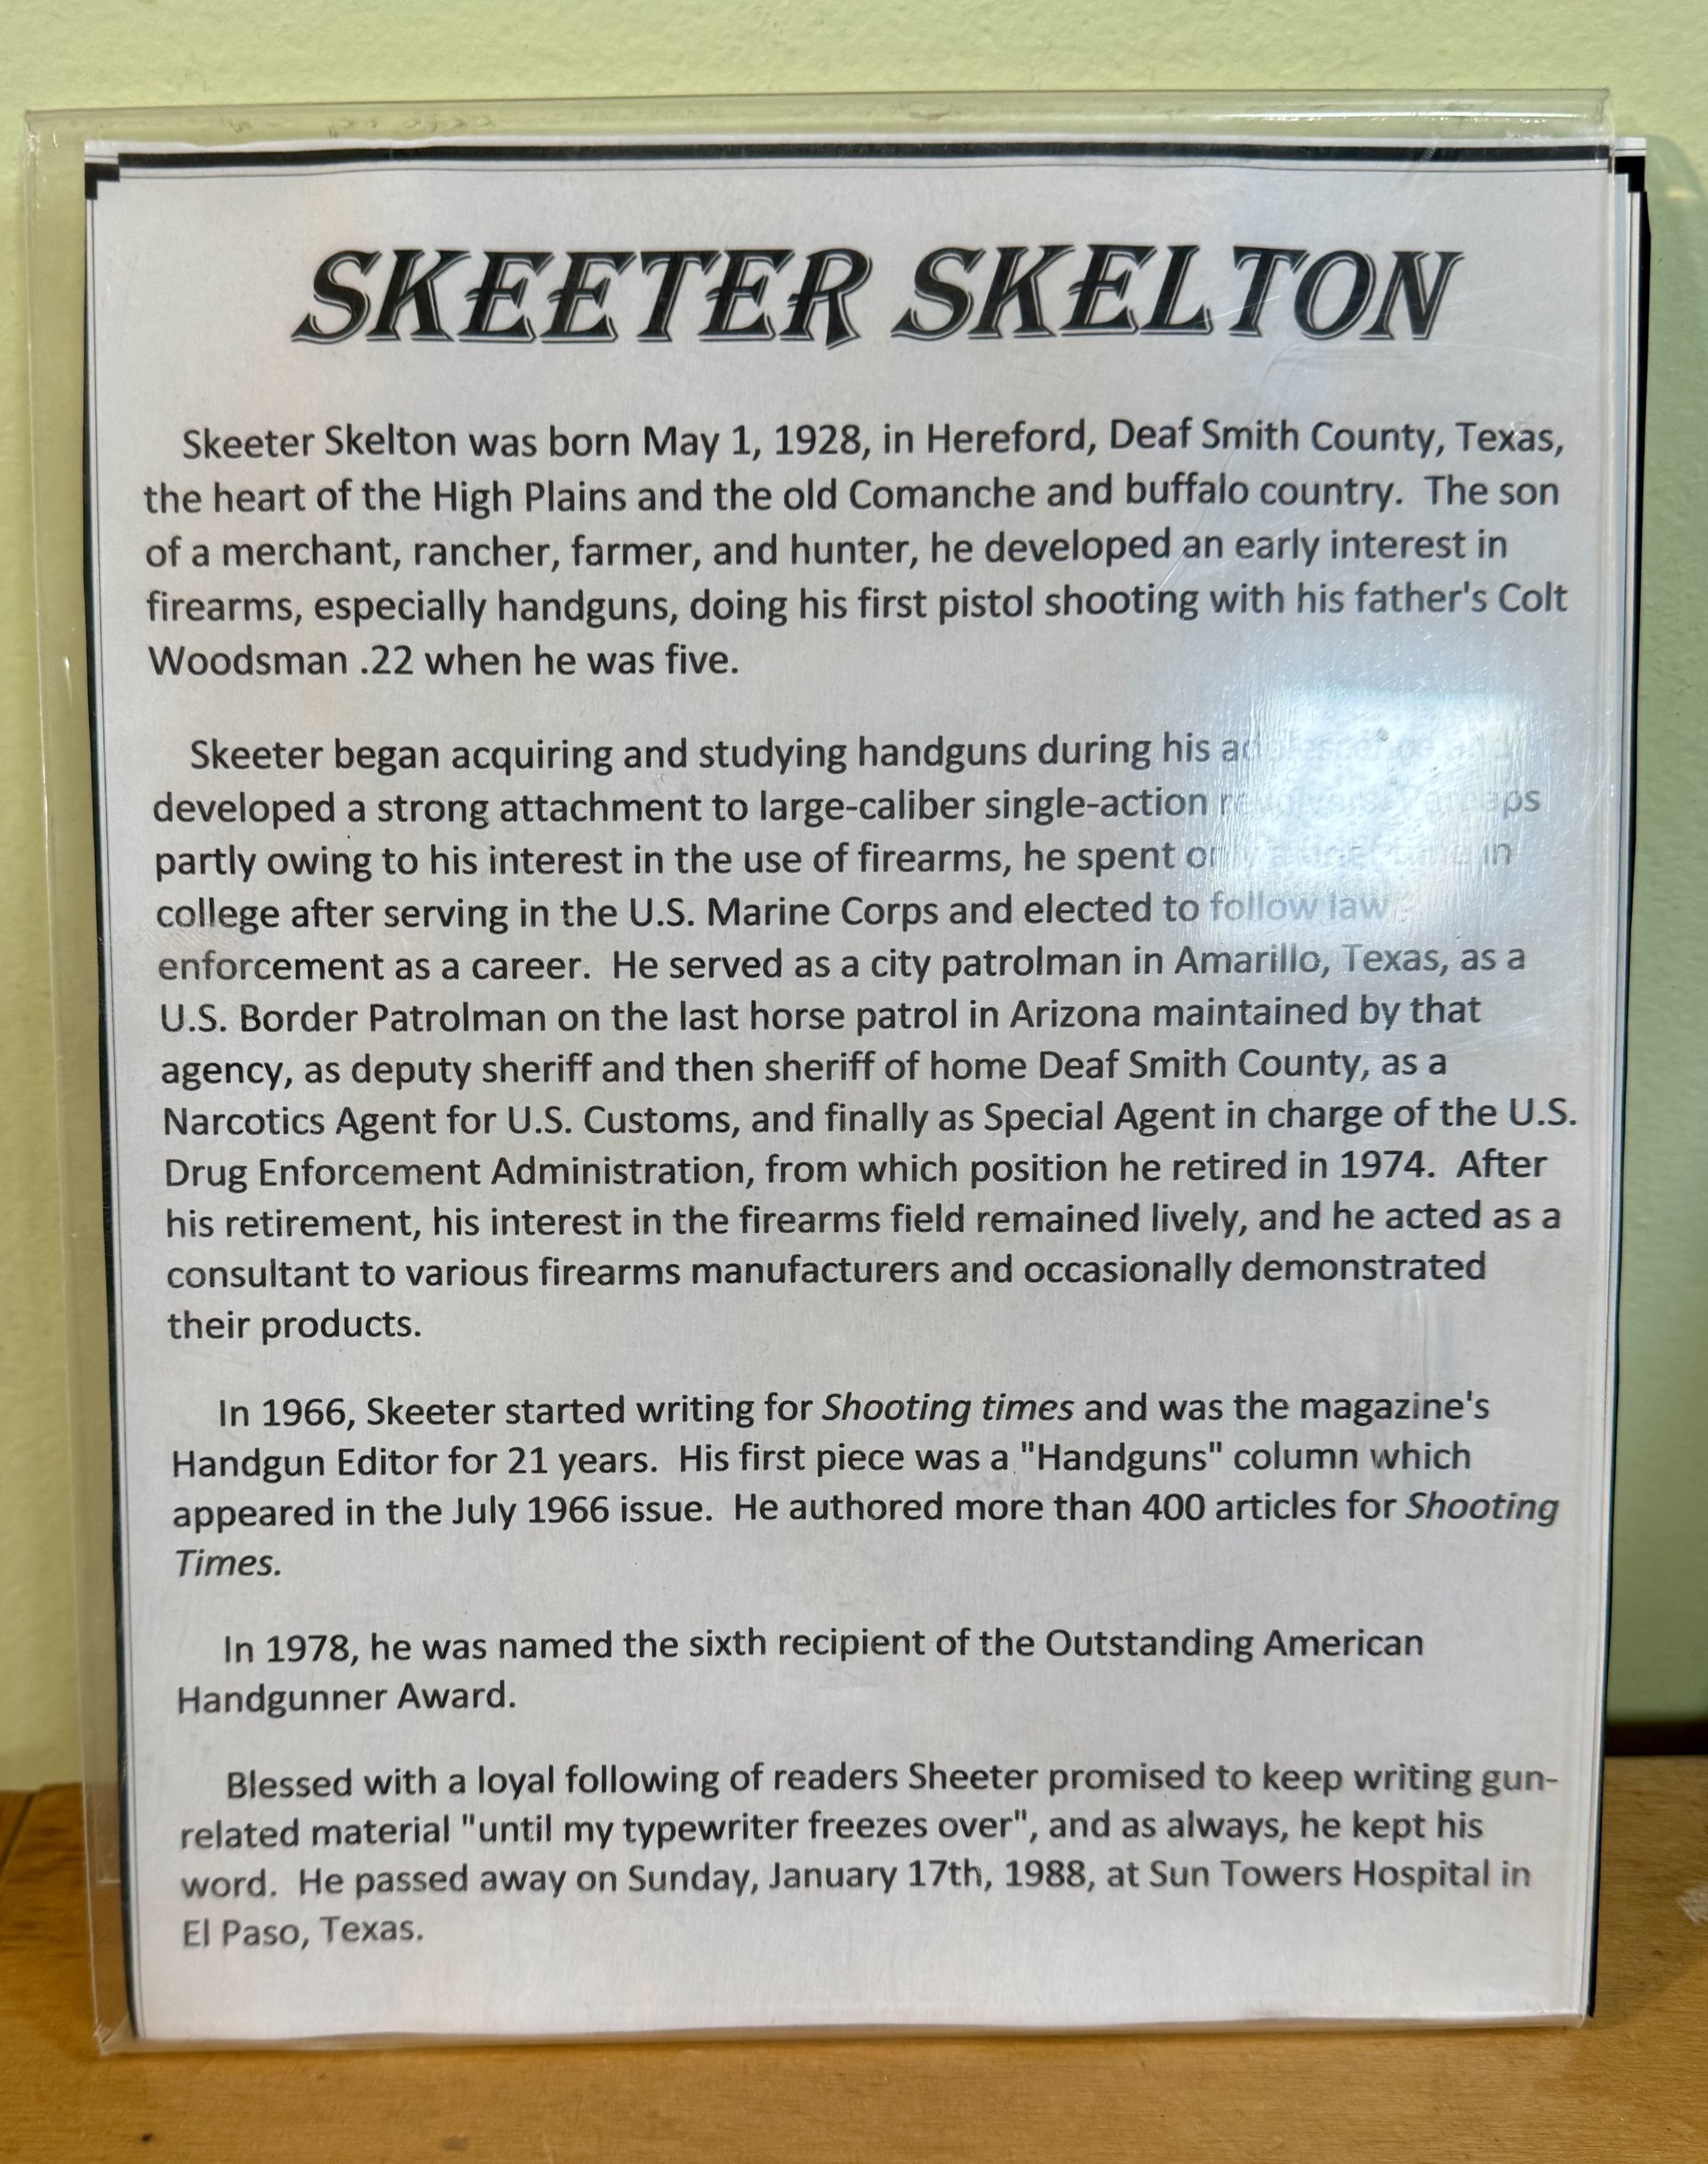 SKEETER SKELTON
Skeeter Skelton was born May 1, 1928, in Hereford, Deaf Smith County, Texas,
the heart of the High Plains and the old Comanche and buffalo country. The son
of a merchant, rancher, farmer, and hunter, he developed an early interest in
firearms, especially handguns, doing his first pistol shooting with his father's Colt
Woodsman .22 when he was five.
Skeeter began acquiring and studying handguns during his
developed a strong attachment to large-caliber single-action revolvers. Perhaps
partly owing to his interest in the use of firearms, he spent only
in
college after serving in the U.S. Marine Corps and elected to follow law
enforcement as a career. He served as a city patrolman in Amarillo, Texas, as a
U.S. Border Patrolman on the last horse patrol in Arizona maintained by that
agency, as deputy sheriff and then sheriff of home Deaf Smith County, as a
Narcotics Agent for U.S. Customs, and finally as Special Agent in charge of the U.S.
Drug Enforcement Administration, from which position he retired in 1974. After
his retirement, his interest in the firearms field remained lively, and he acted as a
consultant to various firearms manufacturers and occasionally demonstrated
their products.
In 1966, Skeeter started writing for Shooting times and was the magazine's
Handgun Editor for 21 years. His first piece was a "Handguns" column which
appeared in the July 1966 issue. He authored more than 400 articles for Shooting
Times.
In 1978, he was named the sixth recipient of the Outstanding American
Handgunner Award.
Blessed with a loyal following of readers Sheeter promised to keep writing gun-
related material "until my typewriter freezes over", and as always, he kept his
word. He passed away on Sunday, January 17th, 1988, at Sun Towers Hospital in
El Paso, Texas.